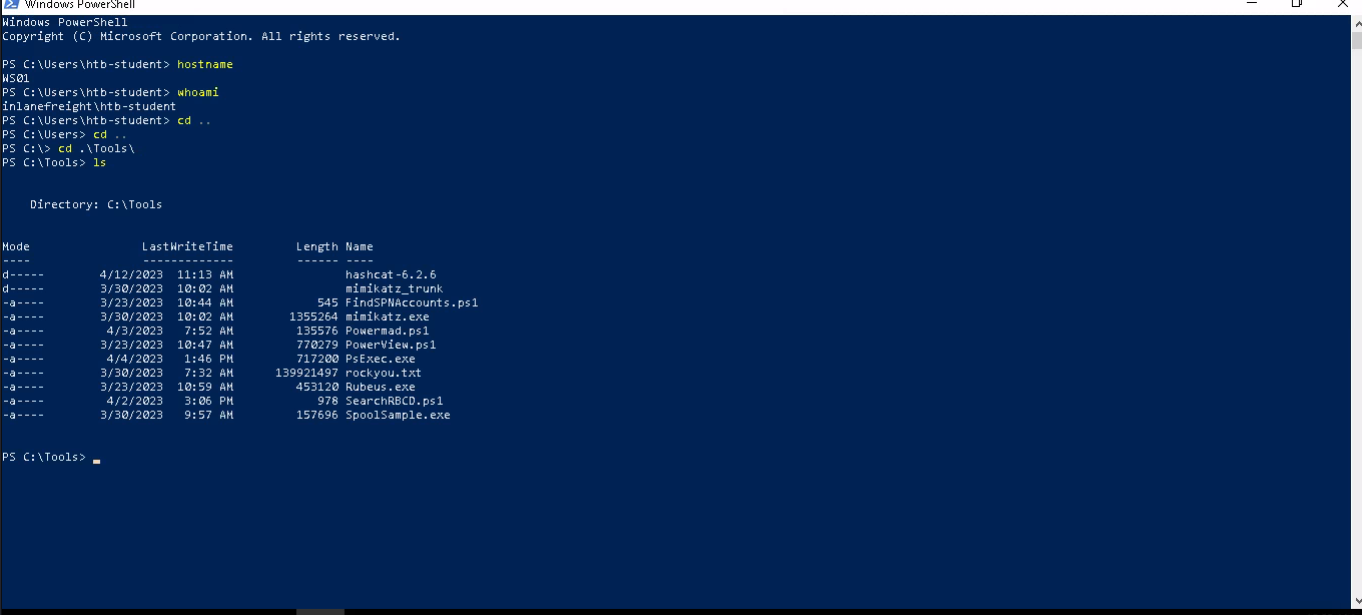 Windows PowerShell
Windows PowerShell
Copyright (C) Microsoft Corporation. All rights reserved.
PS C:\Users\htb-student> hostname
WS01
PS C:\Users\htb-student> whoami
inlanefreight\htb-student
PS C:\Users\htb-student> cd ..
PS C:\Users> cd ..
PS C:\> cd .\Tools\
PS C:\Tools> ls
Directory: C:\Tools
Mode LastWriteTime Length Name
---- ------------- ------ ----
d----- 4/12/2023 11:13 AM hashcat-6.2.6
d----- 3/30/2023 10:02 AM mimikatz_trunk
-a---- 3/23/2023 10:44 AM 545 FindSPNAccounts.ps1
-a---- 3/30/2023 10:02 AM 1355264 mimikatz.exe
-a---- 4/3/2023 7:52 AM 135576 Powermad.ps1
-a---- 3/23/2023 10:47 AM 770279 PowerView.ps1
-a---- 4/4/2023 1:46 PM 717200 PsExec.exe
-a---- 3/30/2023 7:32 AM 139921497 rockyou.txt
-a---- 3/23/2023 10:59 AM 453120 Rubeus.exe
-a---- 4/2/2023 3:06 PM 978 SearchRBCD.ps1
-a---- 3/30/2023 9:57 AM 157696 SpoolSample.exe
PS C:\Tools> _